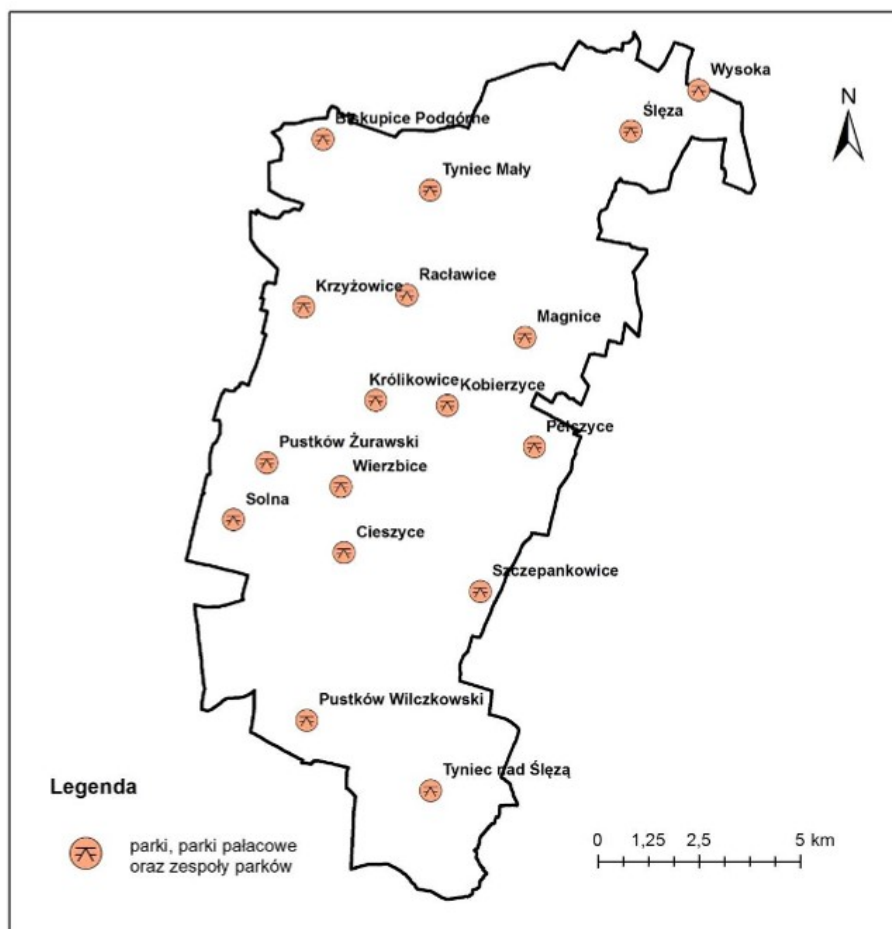 Wysoka
N
Ślęza
Biskupice Podgórne
Tyniec Mały
Racławice
Krzyżowice
Magnice
Królikowice
Kobierzyce
Pełszyce
Pustków Żurawski
Wierzbice
Solna
Cieszyce
Szczepankowice
Pustków Wilczkowski
Tyniec nad Ślęzą
Legenda
parki, parki pałacowe
oraz zespoły parków
0 1,25 2,5 5 km